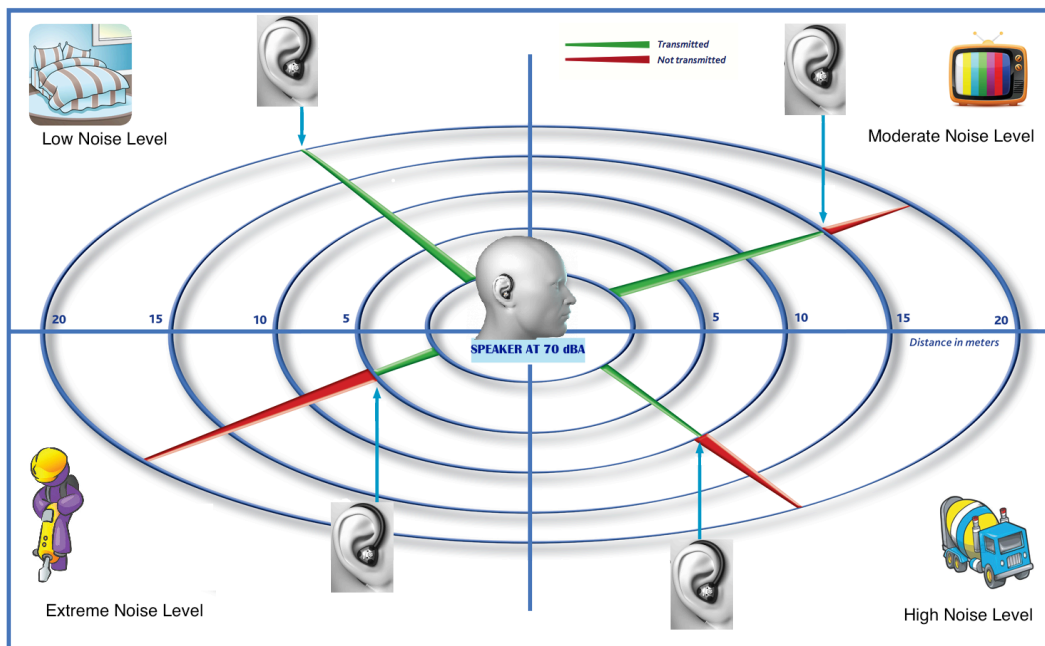 Transmitted
Not transmitted
Low Noise Level
Moderate Noise Level
20 15 10 5
5 10 15 20
SPEAKER AT 70 dBA
Distance in meters
Extreme Noise Level
High Noise Level